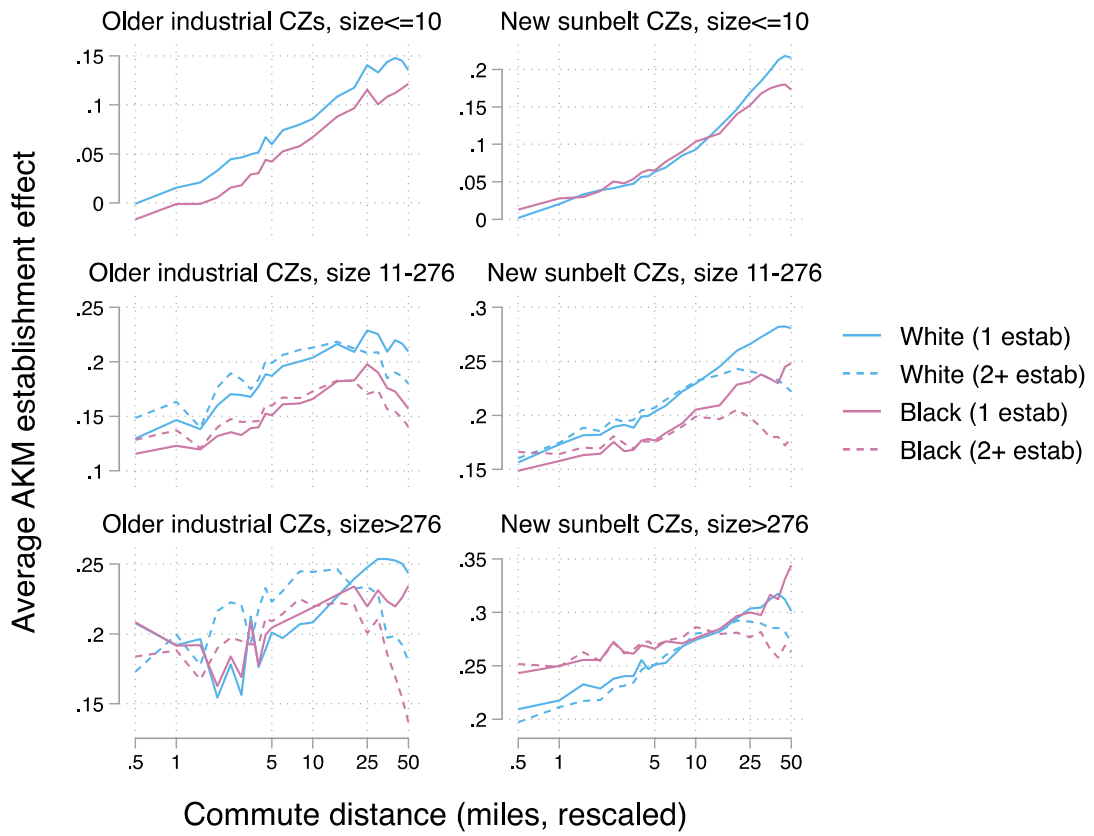 Older industrial CZs, size<=10
New sunbelt CZs, size<=10
.15
.1
.05
0
.2
.15
.1
.05
0
Average AKM establishment effect
Older industrial CZs, size 11-276
New sunbelt CZs, size 11-276
.25
.2
.15
.1
.3
.25
.2
.15
White (1 estab)
White (2+ estab)
Black (1 estab)
Black (2+ estab)
Older industrial CZs, size>276
New sunbelt CZs, size>276
.25
.2
.15
.35
.3
.25
.2
.5 1 5 10 25 50
.5 1 5 10 25 50
Commute distance (miles, rescaled)